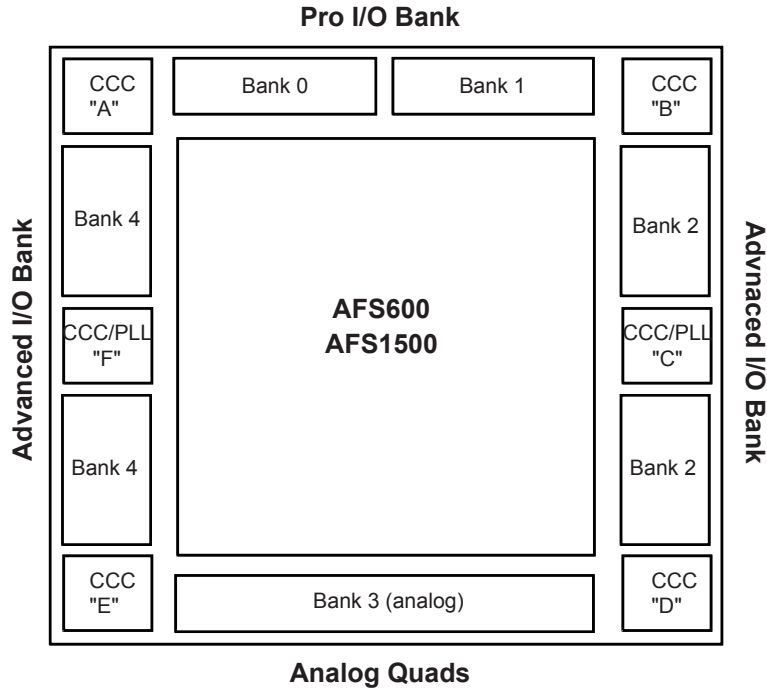 Pro I/O Bank
CCC
"A"
Bank 0
Bank 1
CCC
"B"
Bank 4
Bank 2
Advanced I/O Bank
Advnaced I/O Bank
CCC/PLL
"F"
AFS600
AFS1500
CCC/PLL
"C"
Bank 4
Bank 2
CCC
"E"
Bank 3 (analog)
CCC
"D"
Analog Quads